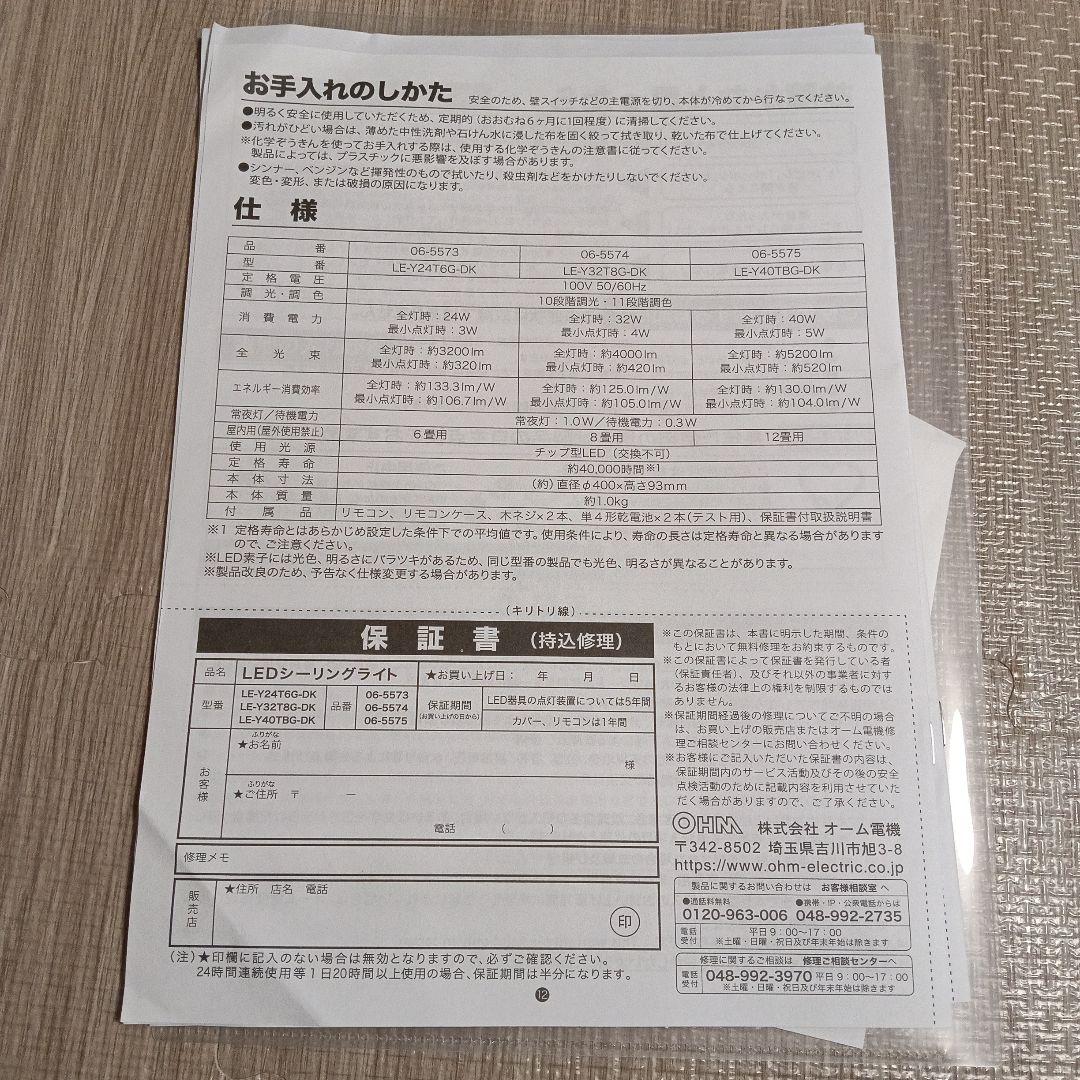 お手入れのしかた 安全のため、壁スイッチなどの主電源を切り、本体が冷めてから行なってください。
●明るく安全に使用していただくため、定期的(おおむね6ヶ月に1回程度)に清掃してください。
●汚れがひどい場合は、薄めた中性洗剤や石けん水に浸した布を固く絞って拭き取り、乾いた布で仕上げてください。
※化学ぞうきんを使ってお手入れする際は、使用する化学ぞうきんの注意書に従ってください。
製品によっては、プラスチックに悪影響を及ぼす場合があります。
●シンナー、ベンジンなど揮発性のもので拭いたり、殺虫剤などをかけたりしないでください。
変色・変形、または破損の原因になります。
仕様
品番 06-5573 06-5574 06-5575
型番 LE-Y24T6G-DK LE-Y32T8G-DK LE-Y40TBG-DK
定格電圧 100V 50/60Hz
調光・調色 10段階調光・11段階調色
消費電力 全灯時:24W 全灯時:32W 全灯時:40W
最小点灯時:3W 最小点灯時:4W 最小点灯時:5W
全光束 全灯時:約3200lm 全灯時:約4000lm 全灯時:約5200lm
最小点灯時:約320lm 最小点灯時:約420lm 最小点灯時:約520lm
エネルギー消費効率 全灯時:約133.3lm/W 全灯時:約125.0lm/W 全灯時:約130.0lm/W
最小点灯時:約106.7lm/W 最小点灯時:約105.0lm/W 最小点灯時:約104.0lm/W
常夜灯/待機電力 常夜灯:1.0W/待機電力:0.3W
屋内用(屋外使用禁止) 6畳用 8畳用 12畳用
使用光源 チップ型LED(交換不可)
定格寿命 約40,000時間※1
本体寸法 (約)直径φ400×高さ93mm
本体質量 約1.0kg
付属品 リモコン、リモコンケース、木ネジ×2本、単4形乾電池×2本(テスト用)、保証書付取扱説明書
※1 定格寿命とはあらかじめ設定した条件下での平均値です。使用条件により、寿命の長さは定格寿命と異なる場合があります
ので、ご注意ください。
※LED素子には光色、明るさにバラツキがあるため、同じ型番の製品でも光色、明るさが異なることがあります。
※製品改良のため、予告なく仕様変更する場合があります。
(キリトリ線)
保証書(持込修理)
品名 LEDシーリングライト ★お買い上げ日: 年 月 日
型番 LE-Y24T6G-DK 品番 06-5573
LE-Y32T8G-DK 06-5574
LE-Y40TBG-DK 06-5575
保証期間 (お買い上げの日から)
LED器具の点灯装置については5年間
カバー、リモコンは1年間
お客様
ふりがな
★お名前
様
ふりがな
★ご住所 〒 ―
電話 ( )
修理メモ
販売店 ★住所 店名 電話
印
(注)★印欄に記入のない場合は無効となりますので、必ずご確認ください。
24時間連続使用等1日20時間以上使用の場合、保証期間は半分になります。
※この保証書は、本書に明示した期間、条件の
もとにおいて無料修理をお約束するものです。
※この保証書によって保証書を発行している者
(保証責任者)、及びそれ以外の事業者に対す
るお客様の法律上の権利を制限するものでは
ありません。
※保証期間経過後の修理についてご不明の場合
は、お買い上げの販売店またはオーム電機修
理ご相談センターにお問い合わせください。
※お客様にご記入いただいた保証書の内容は、
保証期間内のサービス活動及びその後の安全
点検活動のために記載内容を利用させていた
だく場合がありますので、ご了承ください。
OHM 株式会社 オーム電機
〒342-8502 埼玉県吉川市旭3-8
https://www.ohm-electric.co.jp
製品に関するお問い合わせは お客様相談室 へ
●通話料無料 ●携帯・IP・公衆電話からは
0120-963-006 048-992-2735
電話受付 平日 9:00〜17:00
※土曜・日曜・祝日及び年末年始は除きます
修理に関するご相談は 修理ご相談センターへ
電話受付 048-992-3970 平日 9:00〜17:00
※土曜・日曜・祝日及び年末年始は除きます
12